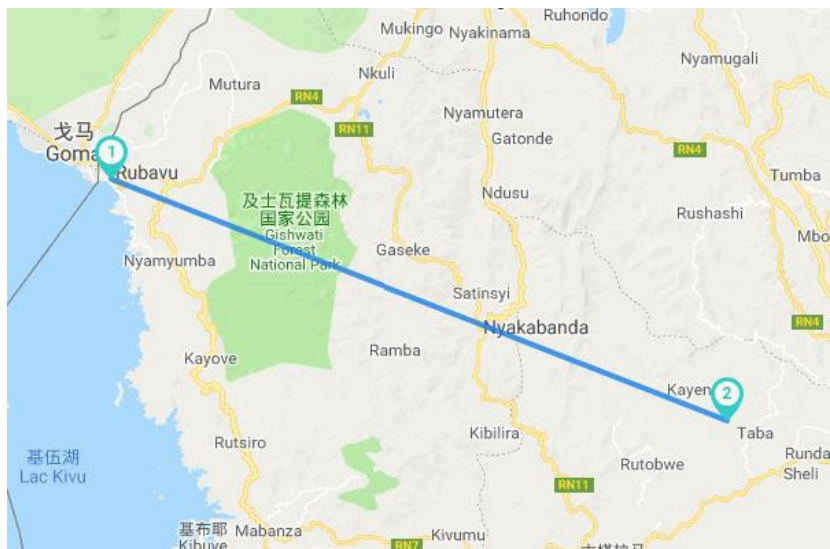 Ruhondo
Mukingo
Nyakinama
Nyamugali
Nkuli
Mutura
RN4
Nyamutera
RN11
戈马
Goma
1
Rubavu
Gatonde
RN4
Tumba
Ndusu
及士瓦提森林
国家公园
Gishwati
Forest
National Park
Rushashi
Gaseke
Nyamyumba
Satinsyi
RN4
Nyakabanda
Ramba
Kayove
2
Taba
Rutsiro
Kibilira
基伍湖
Lac Kivu
Rutobwe
Runda
Sheli
RN11
基布耶
Kibuye
Mabanza
Kivumu
RN7